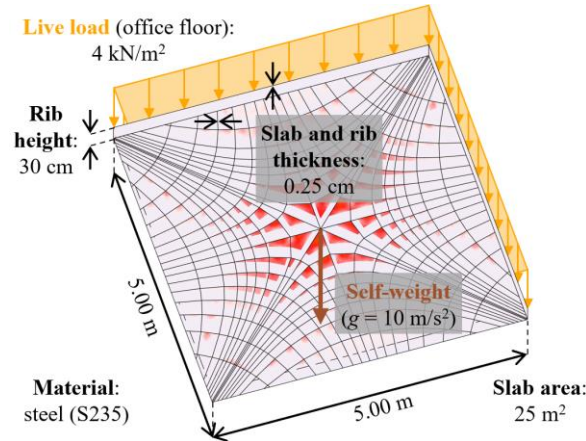 Live load (office floor):
4 kN/m²
Rib
height:
30 cm
Slab and rib
thickness:
0.25 cm
Self-weight
(g = 10 m/s²)
5.00 m
5.00 m
Material:
steel (S235)
Slab area:
25 m²